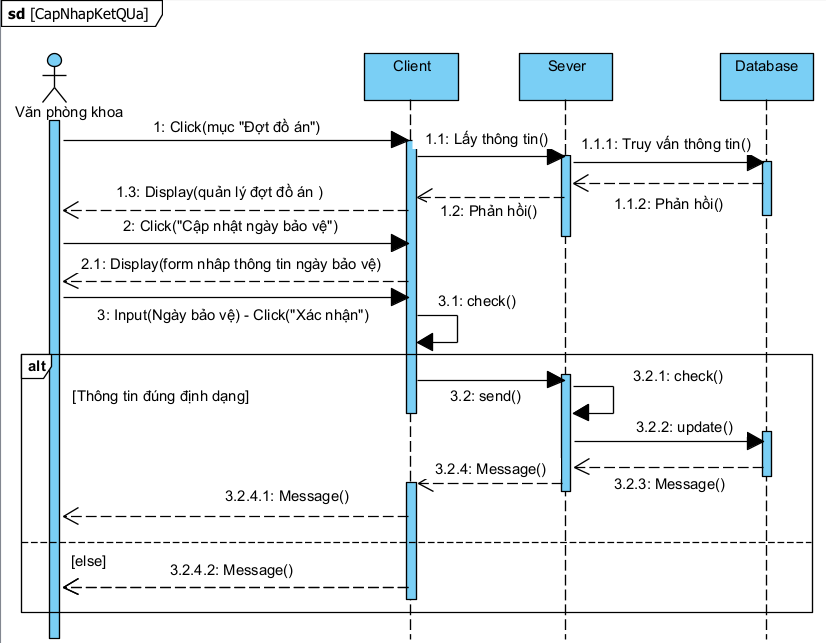 sd [CapNhapKetQUa]
Văn phòng khoa
Client
Sever
Database
1: Click(mục "Đợt đồ án")
1.1: Lấy thông tin()
1.1.1: Truy vấn thông tin()
1.1.2: Phản hồi()
1.2: Phản hồi()
1.3: Display(quản lý đợt đồ án )
2: Click("Cập nhật ngày bảo vệ")
2.1: Display(form nhâp thông tin ngày bảo vệ)
3: Input(Ngày bảo vệ) - Click("Xác nhận")
3.1: check()
alt
[Thông tin đúng định dạng]
3.2: send()
3.2.1: check()
3.2.2: update()
3.2.3: Message()
3.2.4: Message()
3.2.4.1: Message()
[else]
3.2.4.2: Message()